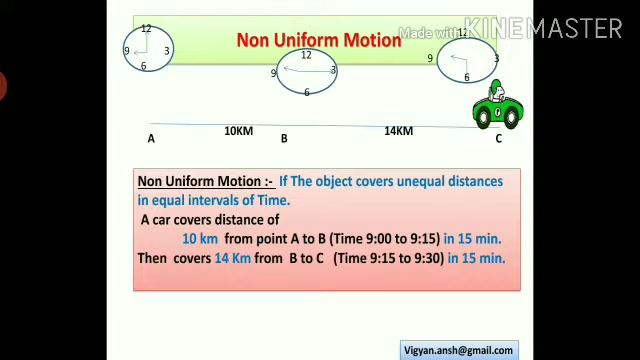 Made with KINEMASTER
Non Uniform Motion
12
9 3
6
12
9 3
6
12
9 3
6
10KM 14KM
A B C
Non Uniform Motion :- If The object covers unequal distances
in equal intervals of Time.
A car covers distance of
10 km from point A to B (Time 9:00 to 9:15) in 15 min.
Then covers 14 Km from B to C (Time 9:15 to 9:30) in 15 min.
Vigyan.ansh@gmail.com